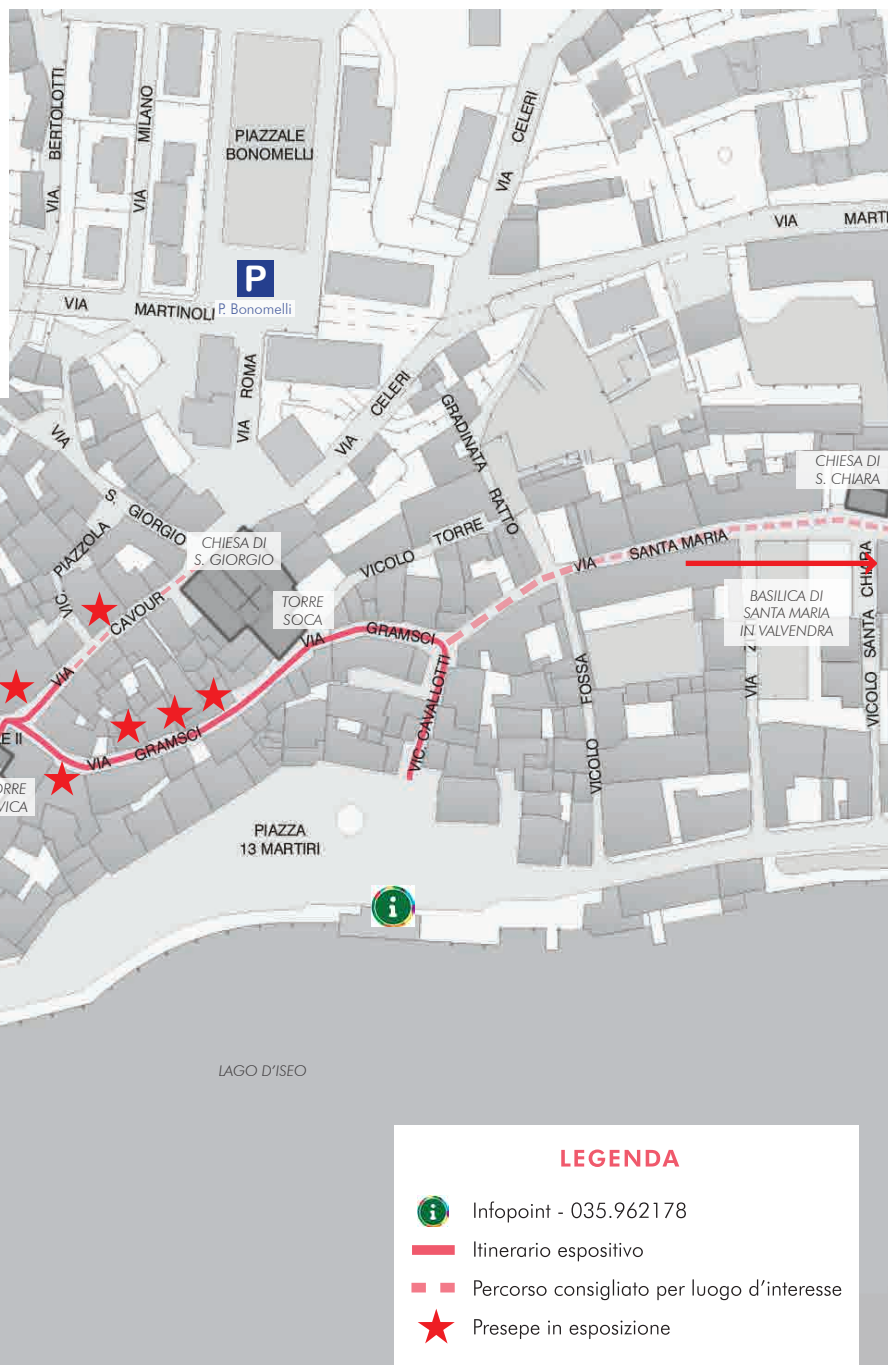 VIA BERTOLOTTI
VIA MILANO
PIAZZALE
BONOMELLI
VIA CELERI
VIA MARTI
P
P. Bonomelli
VIA MARTINOLI
VIA ROMA
VIA CELERI
GRADINATA RATTO
VIA S. GIORGIO
CHIESA DI
S. CHIARA
VIC. PIAZZOLA
CHIESA DI
S. GIORGIO
VICOLO TORRE
VIA SANTA MARIA
VIA CAVOUR
TORRE
SOCA
BASILICA DI
SANTA MARIA
IN VALVENDRA
VIA GRAMSCI
VIC. CAVALLOTTI
VICOLO FOSSA
VIA
VICOLO SANTA CHIARA
E II
VIA GRAMSCI
ORRE
VICA
PIAZZA
13 MARTIRI
i
LAGO D'ISEO
LEGENDA
i
Infopoint - 035.962178
Itinerario espositivo
Percorso consigliato per luogo d'interesse
Presepe in esposizione